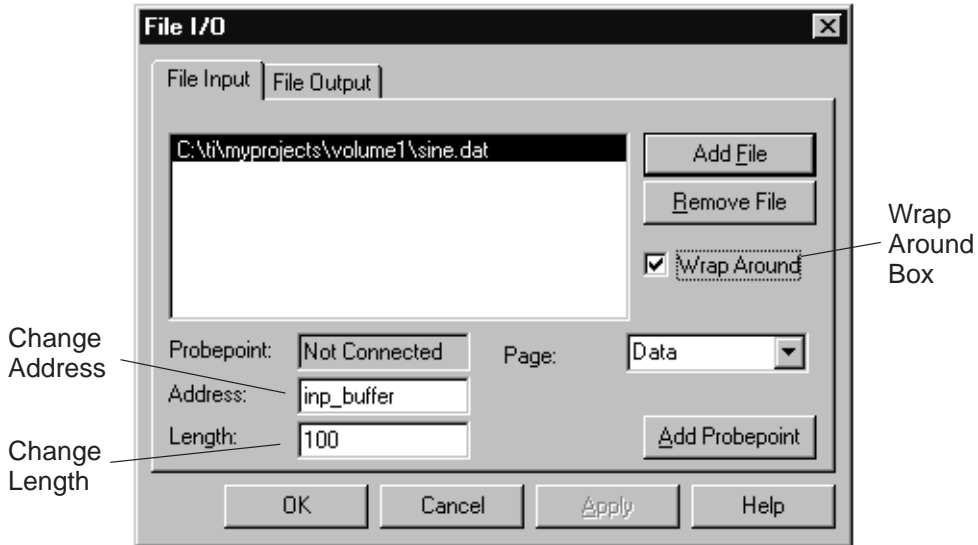 File I/O
File Input
File Output
C:\ti\myprojects\volume1\sine.dat
Add File
Remove File
Wrap Around
Wrap
Around
Box
Change
Address
Probepoint:
Not Connected
Page:
Data
Address:
inp_buffer
Change
Length
Length:
100
Add Probepoint
OK
Cancel
Apply
Help